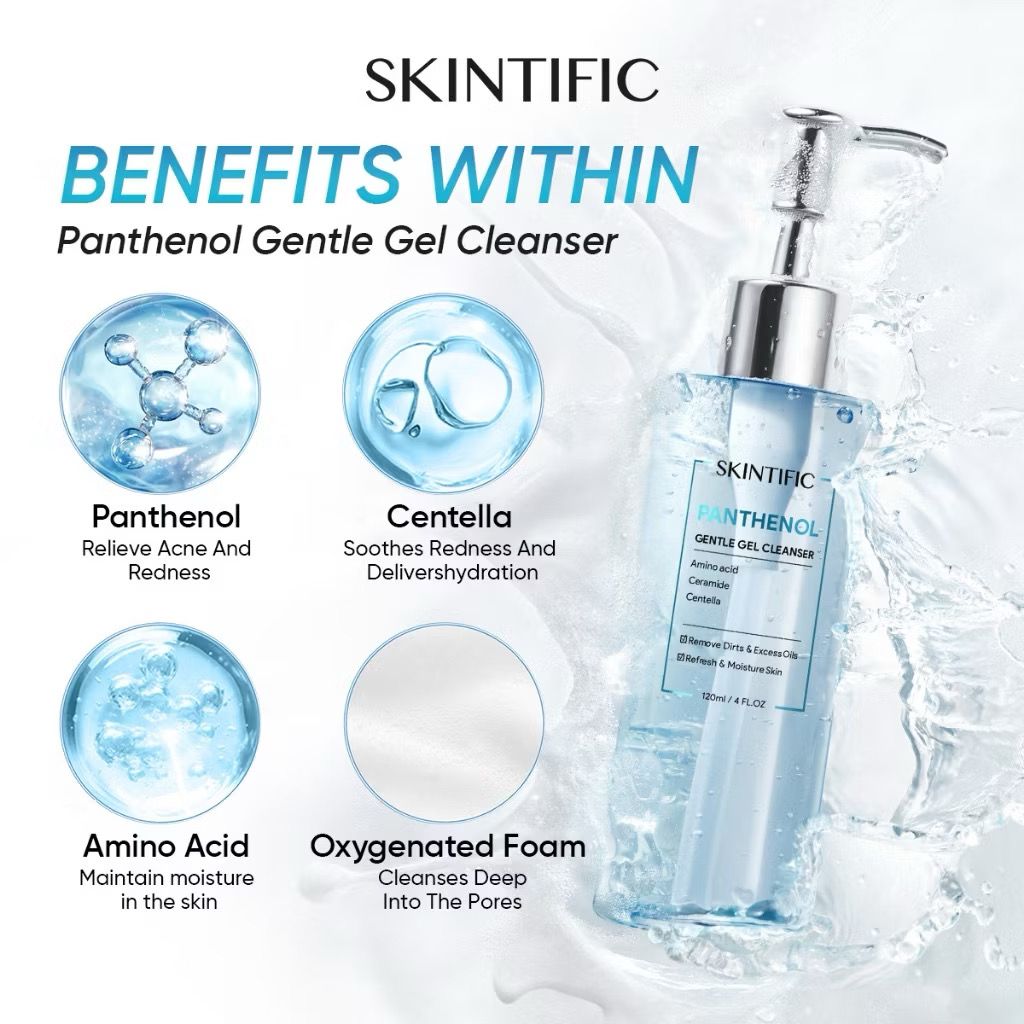 SKINTIFIC
BENEFITS WITHIN
Panthenol Gentle Gel Cleanser
Panthenol
Relieve Acne And
Redness
Centella
Soothes Redness And
Delivershydration
Amino Acid
Maintain moisture
in the skin
Oxygenated Foam
Cleanses Deep
Into The Pores
SKINTIFIC
PANTHENOL
GENTLE GEL CLEANSER
Amino acid
Ceramide
Centella
Remove Dirts & Excess Oils
Refresh & Moisture Skin
120ml / 4 FL.OZ